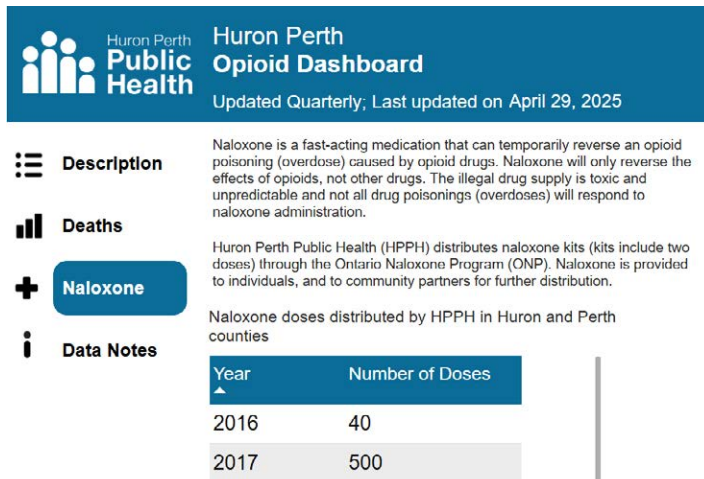 Huron Perth
Public
Health
Huron Perth
Opioid Dashboard
Updated Quarterly; Last updated on April 29, 2025
Description
Deaths
Naloxone
Data Notes
Naloxone is a fast-acting medication that can temporarily reverse an opioid
poisoning (overdose) caused by opioid drugs. Naloxone will only reverse the
effects of opioids, not other drugs. The illegal drug supply is toxic and
unpredictable and not all drug poisonings (overdoses) will respond to
naloxone administration.
Huron Perth Public Health (HPPH) distributes naloxone kits (kits include two
doses) through the Ontario Naloxone Program (ONP). Naloxone is provided
to individuals, and to community partners for further distribution.
Naloxone doses distributed by HPPH in Huron and Perth
counties
Year Number of Doses
2016 40
2017 500